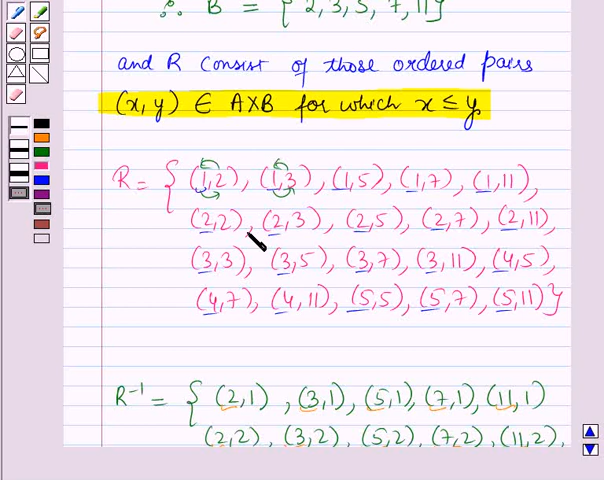 ∴ B = {2,3,5,7,11}
and R consist of those ordered pairs
(x, y) ∈ A×B for which x ≤ y
R = { (1,2), (1,3), (1,5), (1,7), (1,11),
(2,2), (2,3), (2,5), (2,7), (2,11)
(3,3), (3,5), (3,7), (3,11), (4,5),
(4,7), (4,11), (5,5), (5,7), (5,11)}
R⁻¹ = { (2,1) , (3,1), (5,1), (7,1), (11,1)
(2,2), (3,2), (5,2), (7,2), (11,2),